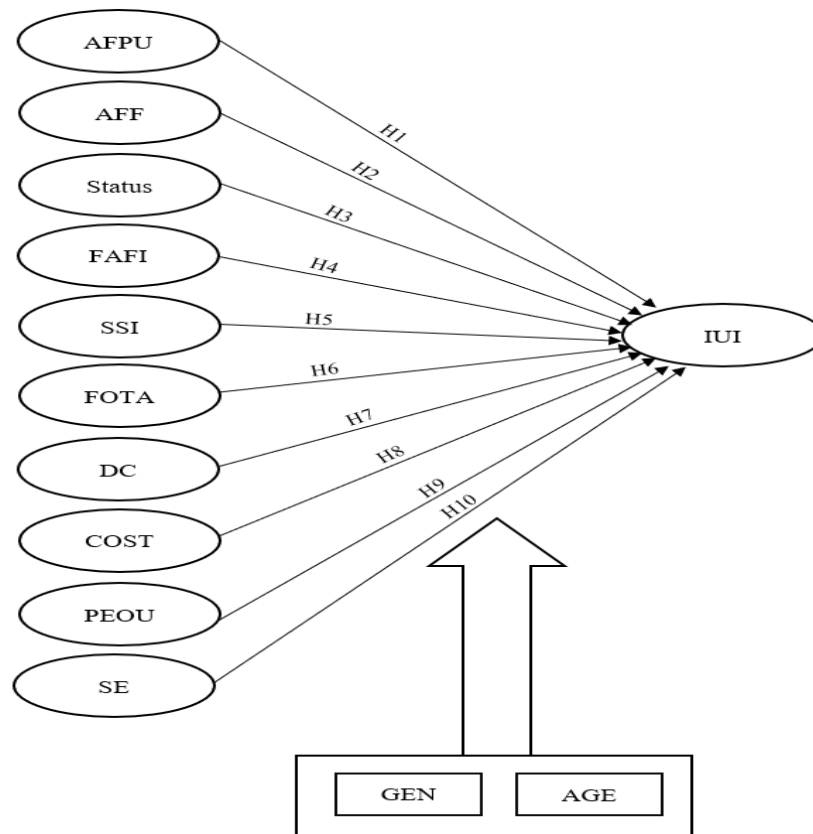 AFPU
H1
AFF
H2
Status
H3
FAFI
H4
SSI
H5
IUI
FOTA
H6
DC
H7
COST
H8
PEOU
H9
SE
H10
GEN
AGE